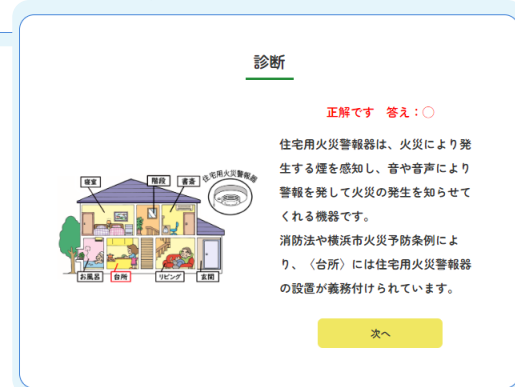 診断
正解です　答え：○
住宅用火災警報器は、火災により発
生する煙を感知し、音や音声により
警報を発して火災の発生を知らせて
くれる機器です。
消防法や横浜市火災予防条例によ
り、〈台所〉には住宅用火災警報器
の設置が義務付けられています。
寝室
階段
書斎
住宅用火災警報器
お風呂
台所
リビング
玄関
次へ